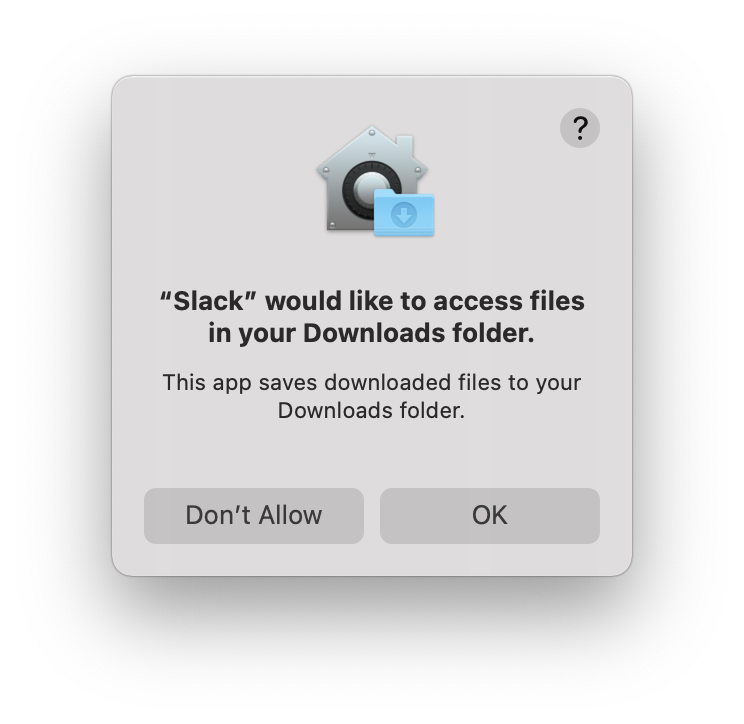 ?
“Slack” would like to access files
in your Downloads folder.
This app saves downloaded files to your
Downloads folder.
Don’t Allow
OK